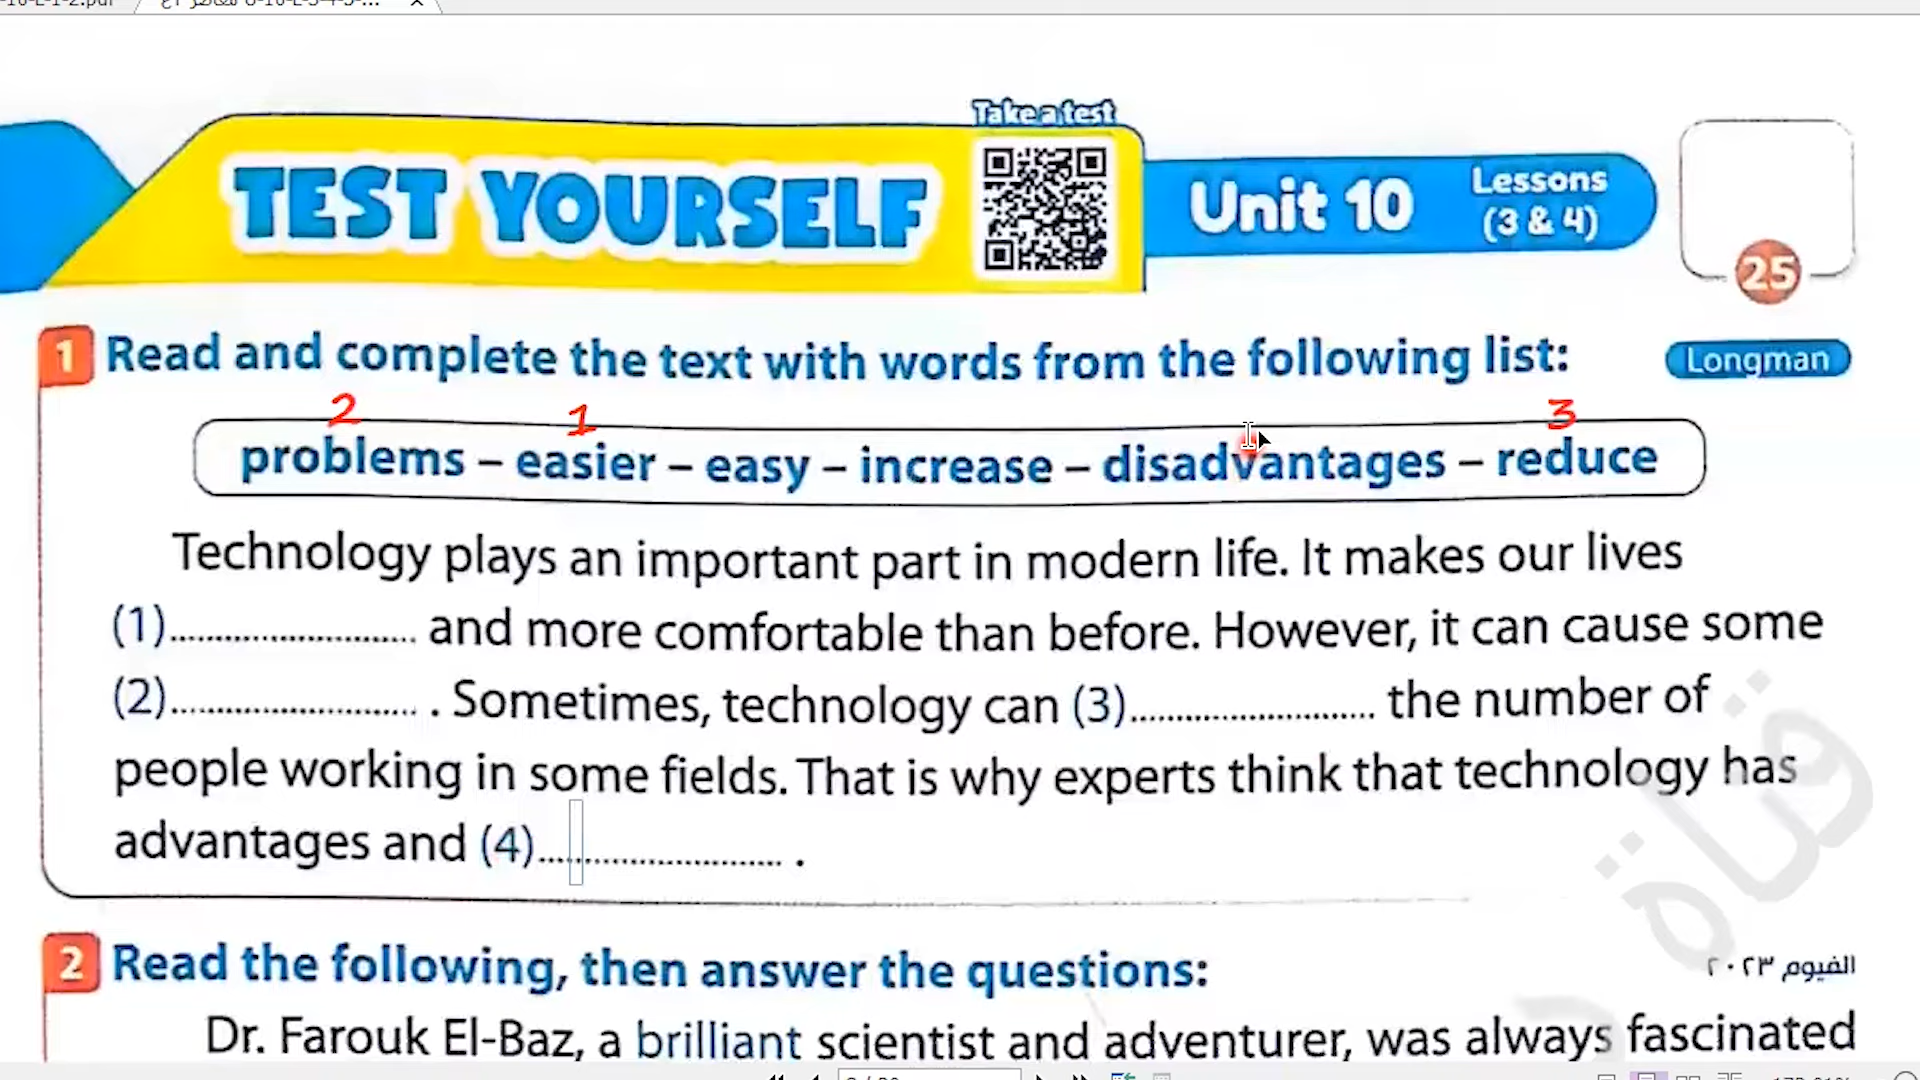 Take a test
TEST YOURSELF
Unit 10
Lessons
(3 & 4)
25
1 Read and complete the text with words from the following list:
Longman
2 1 3
problems – easier – easy – increase – disadvantages – reduce
Technology plays an important part in modern life. It makes our lives
(1)........................ and more comfortable than before. However, it can cause some
(2)........................ . Sometimes, technology can (3)........................ the number of
people working in some fields. That is why experts think that technology has
advantages and (4)........................ .
2 Read the following, then answer the questions:
الفيوم ٢٠٢٣
Dr. Farouk El-Baz, a brilliant scientist and adventurer, was always fascinated
قناة